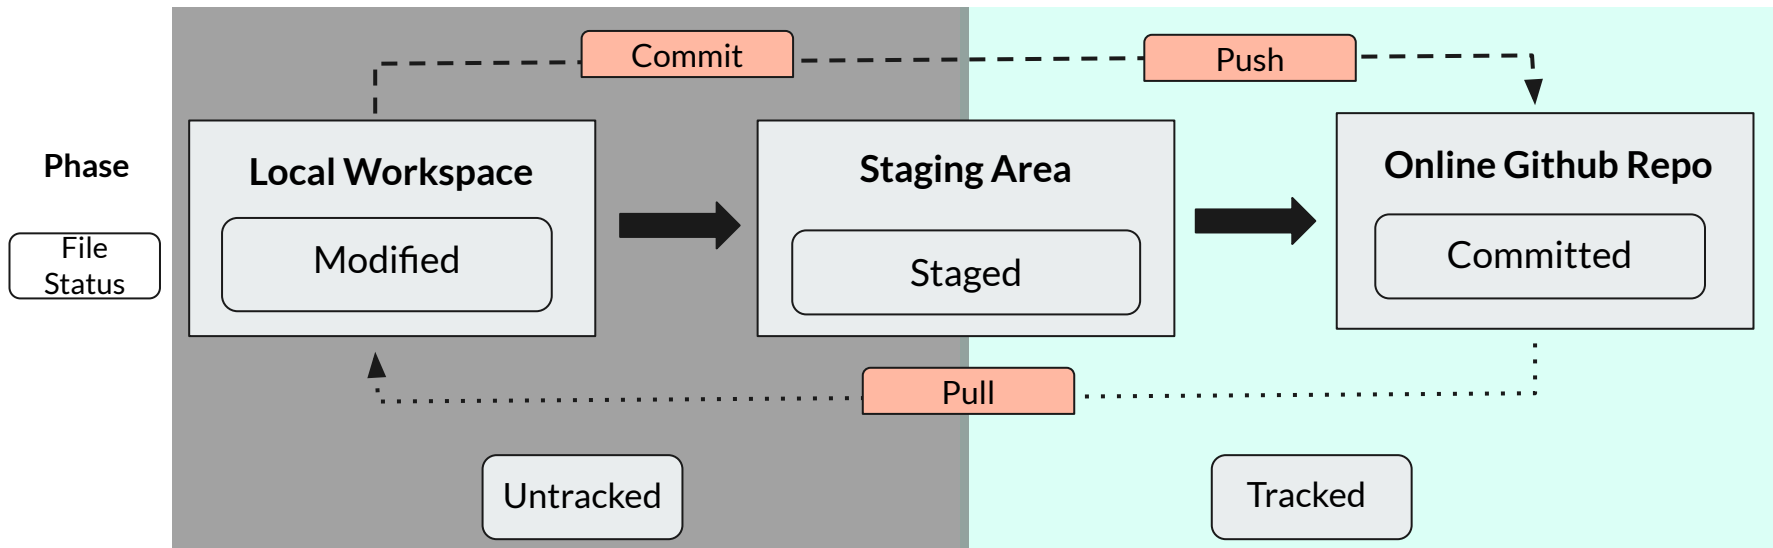 Commit
Push
Phase
Local Workspace
Staging Area
Online Github Repo
File
Status
Modified
Staged
Committed
Pull
Untracked
Tracked